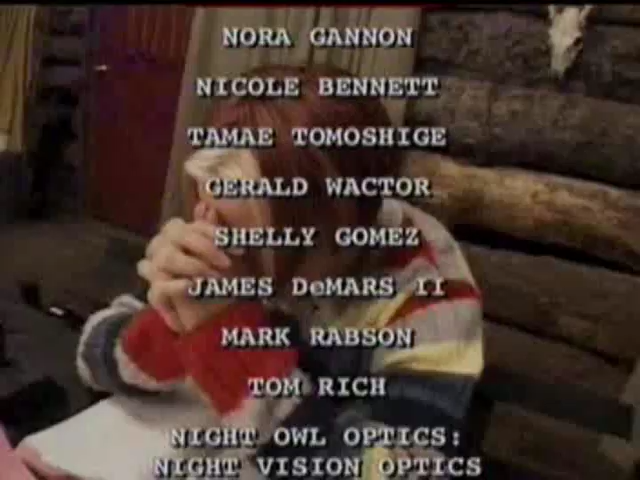 NORA GANNON
NICOLE BENNETT
TAMAE TOMOSHIGE
GERALD WACTOR
SHELLY GOMEZ
JAMES DeMARS II
MARK RABSON
TOM RICH
NIGHT OWL OPTICS:
NIGHT VISION OPTICS